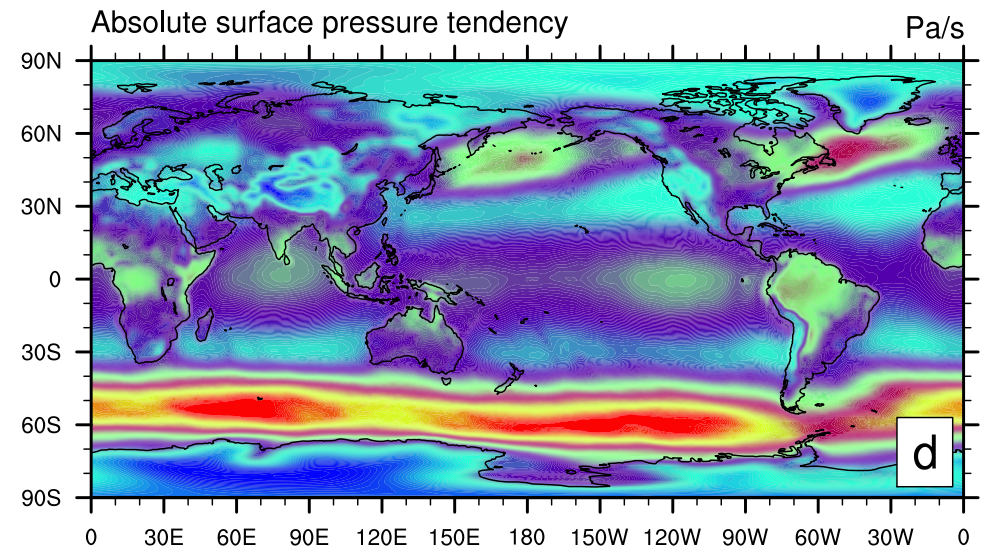 Absolute surface pressure tendency Pa/s
90N
60N
30N
0
30S
60S
90S
d
0 30E 60E 90E 120E 150E 180 150W 120W 90W 60W 30W 0